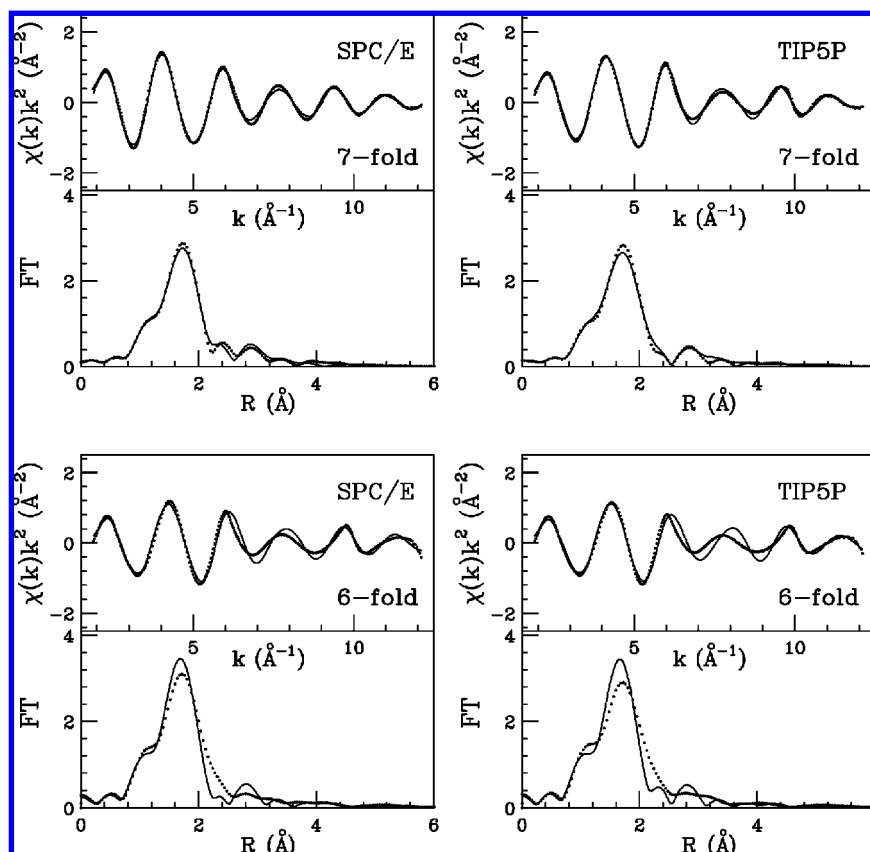 χ(k)k² (Å⁻²) 2 0 −2 SPC/E 7−fold
2 0 −2 TIP5P 7−fold χ(k)k² (Å⁻²)
5 10
k (Å⁻¹)
5 10
k (Å⁻¹)
FT 4 2 0
FT 4 2 0
0 2 4 6
R (Å)
0 2 4
R (Å)
χ(k)k² (Å⁻²) 2 0 −2 SPC/E 6−fold
χ(k)k² (Å⁻²) 2 0 −2 TIP5P 6−fold
5 10
k (Å⁻¹)
5 10
k (Å⁻¹)
FT 4 2 0
FT 4 2 0
0 2 4 6
R (Å)
0 2 4
R (Å)